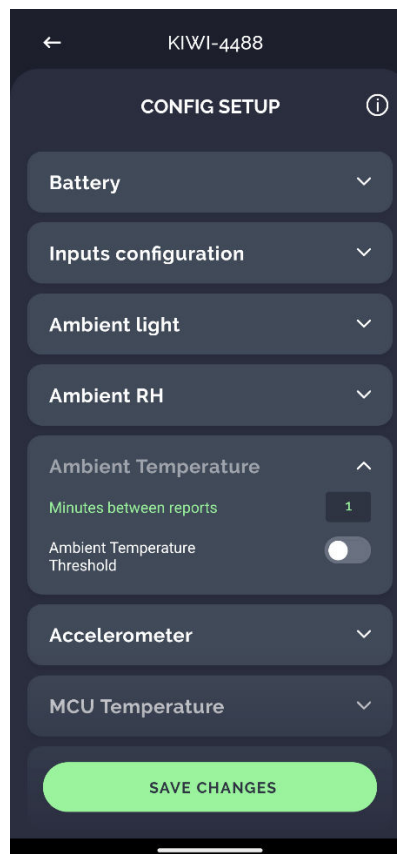 KIWI-4488
CONFIG SETUP
Battery
Inputs configuration
Ambient light
Ambient RH
Ambient Temperature
Minutes between reports 1
Ambient Temperature
Threshold
Accelerometer
MCU Temperature
SAVE CHANGES